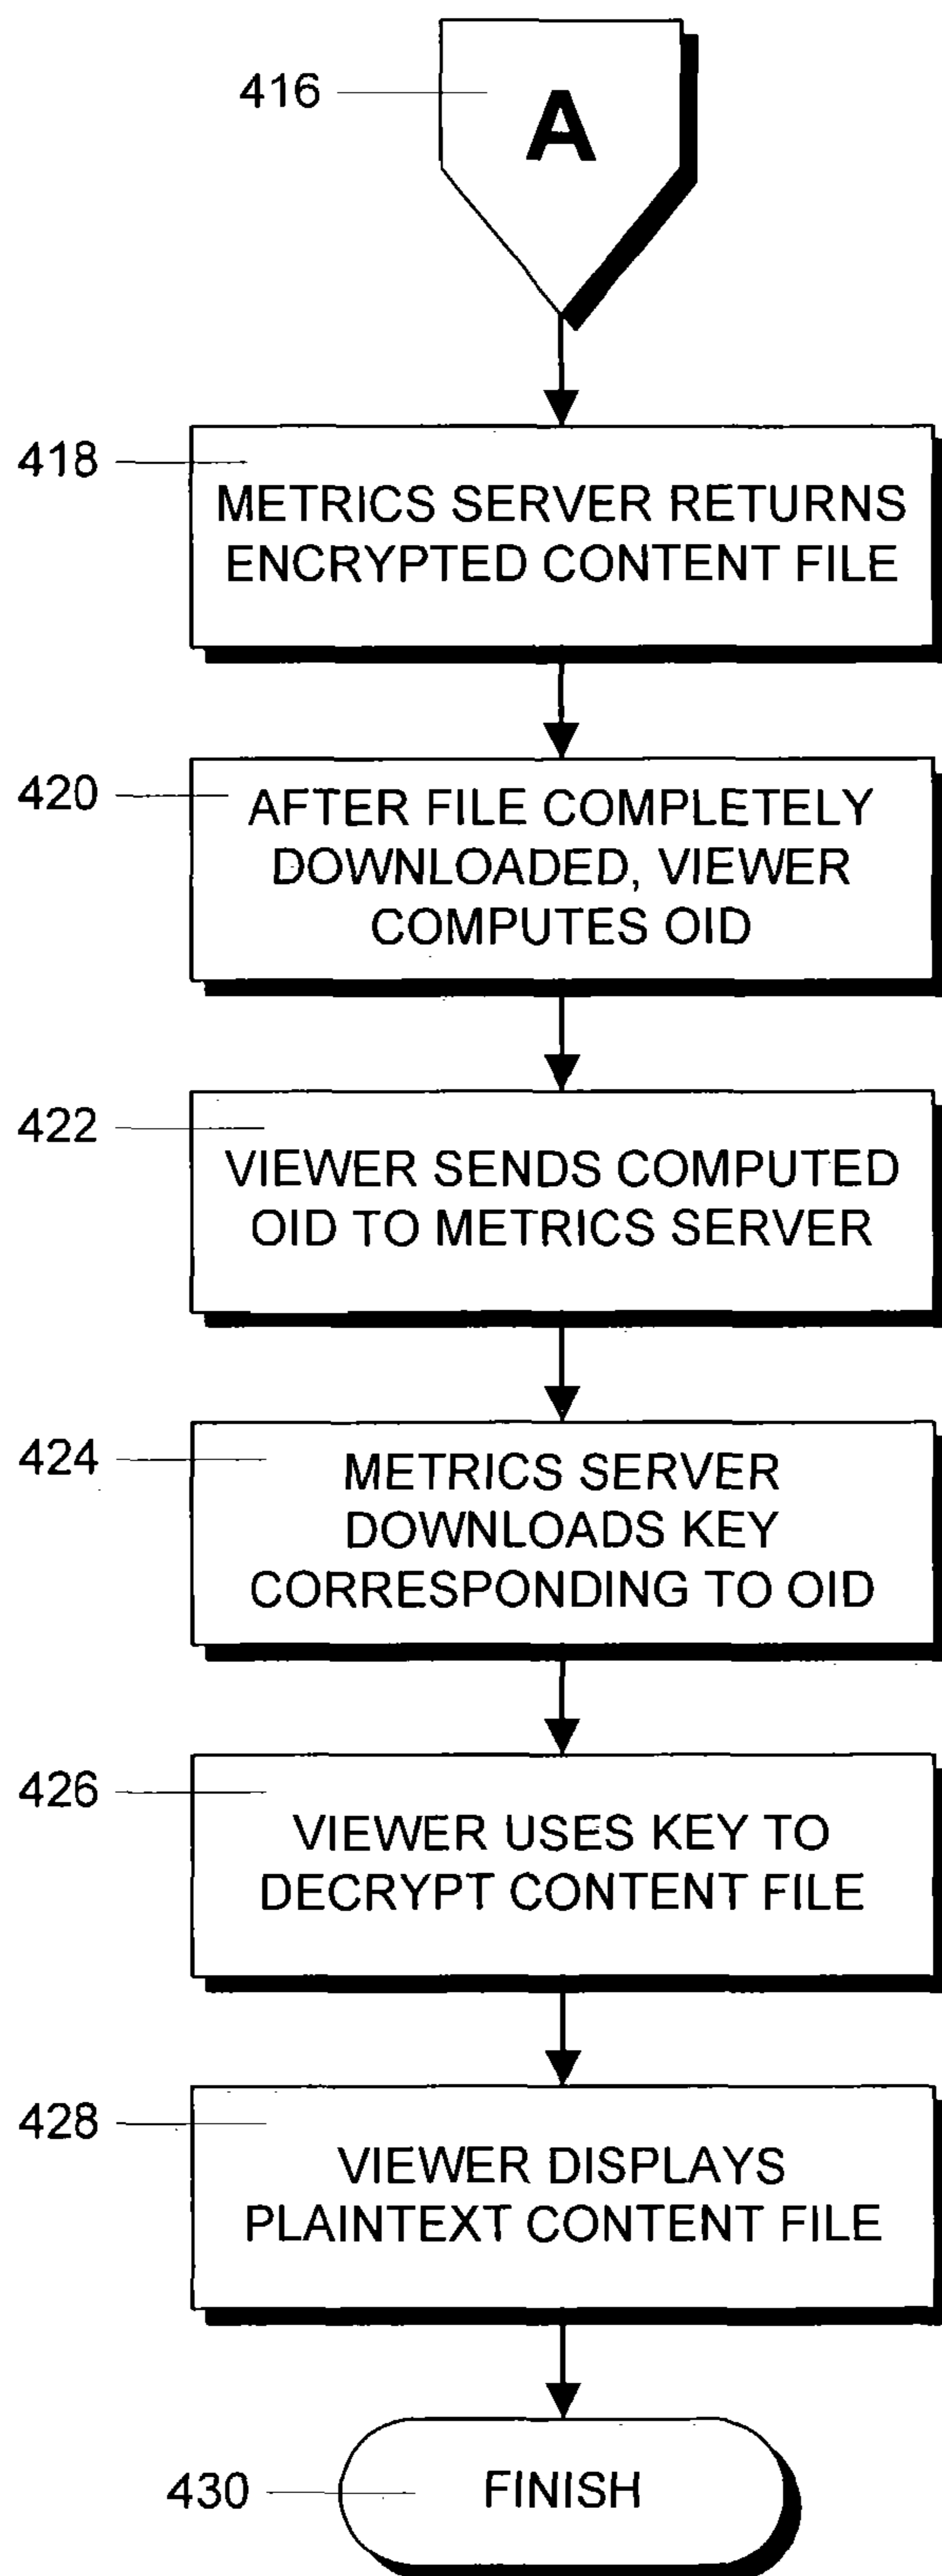 416
A
418
METRICS SERVER RETURNS
ENCRYPTED CONTENT FILE
420
AFTER FILE COMPLETELY
DOWNLOADED, VIEWER
COMPUTES OID
422
VIEWER SENDS COMPUTED
OID TO METRICS SERVER
424
METRICS SERVER
DOWNLOADS KEY
CORRESPONDING TO OID
426
VIEWER USES KEY TO
DECRYPT CONTENT FILE
428
VIEWER DISPLAYS
PLAINTEXT CONTENT FILE
430
FINISH